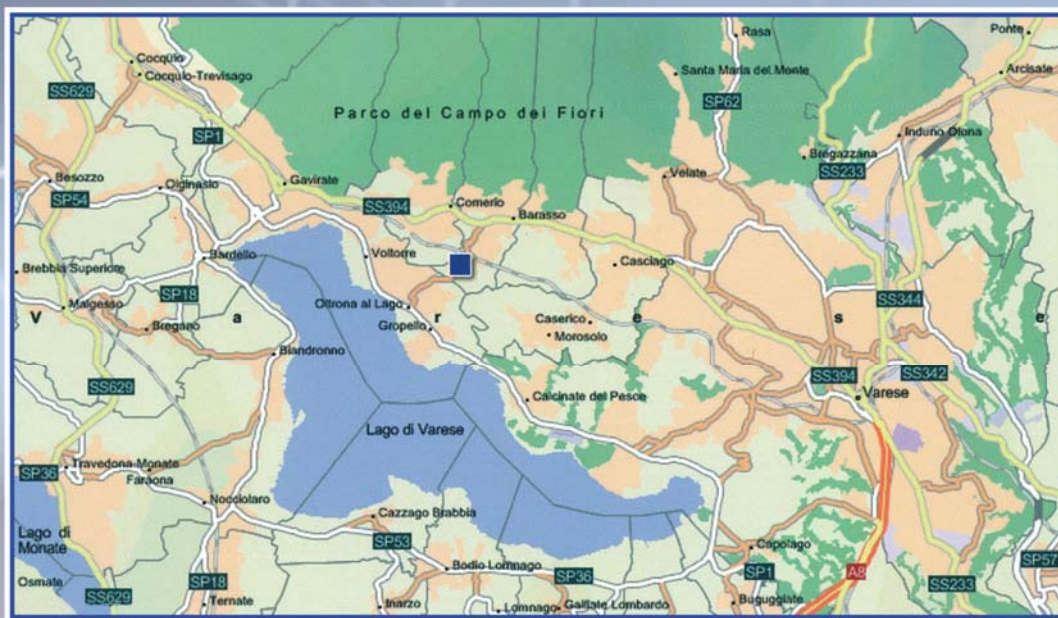 Ponte
Rasa
Arcisate
Cocquio
Cocquio-Trevisago
Santa Maria del Monte
SS629
SP62
Parco del Campo dei Fiori
SP1
Induno Olona
Bregazzana
SS233
Besozzo
Olginasio
Gavirate
Velate
SP54
SS394
Comerio
Barasso
Voltorre
Bardello
Casciago
Brebbia Superiore
SP18
Malgesso
Oltrona al Lago
SS344
V a r e s e
Bregano
Gropello
Caserico
Morosolo
Biandronno
SS629
SS394
SS342
Varese
Calcinate del Pesce
Lago di Varese
SP36
Travedona-Monate
Faraona
Nocciolaro
Cazzago Brabbia
Lago di
Monate
SP53
Capolago
Bodio Lomnago
SP36
SP1
A8
SP57
Osmate
SP18
SS233
SS629
Ternate
Inarzo
Lomnago
Galliate Lombardo
Buguggiate